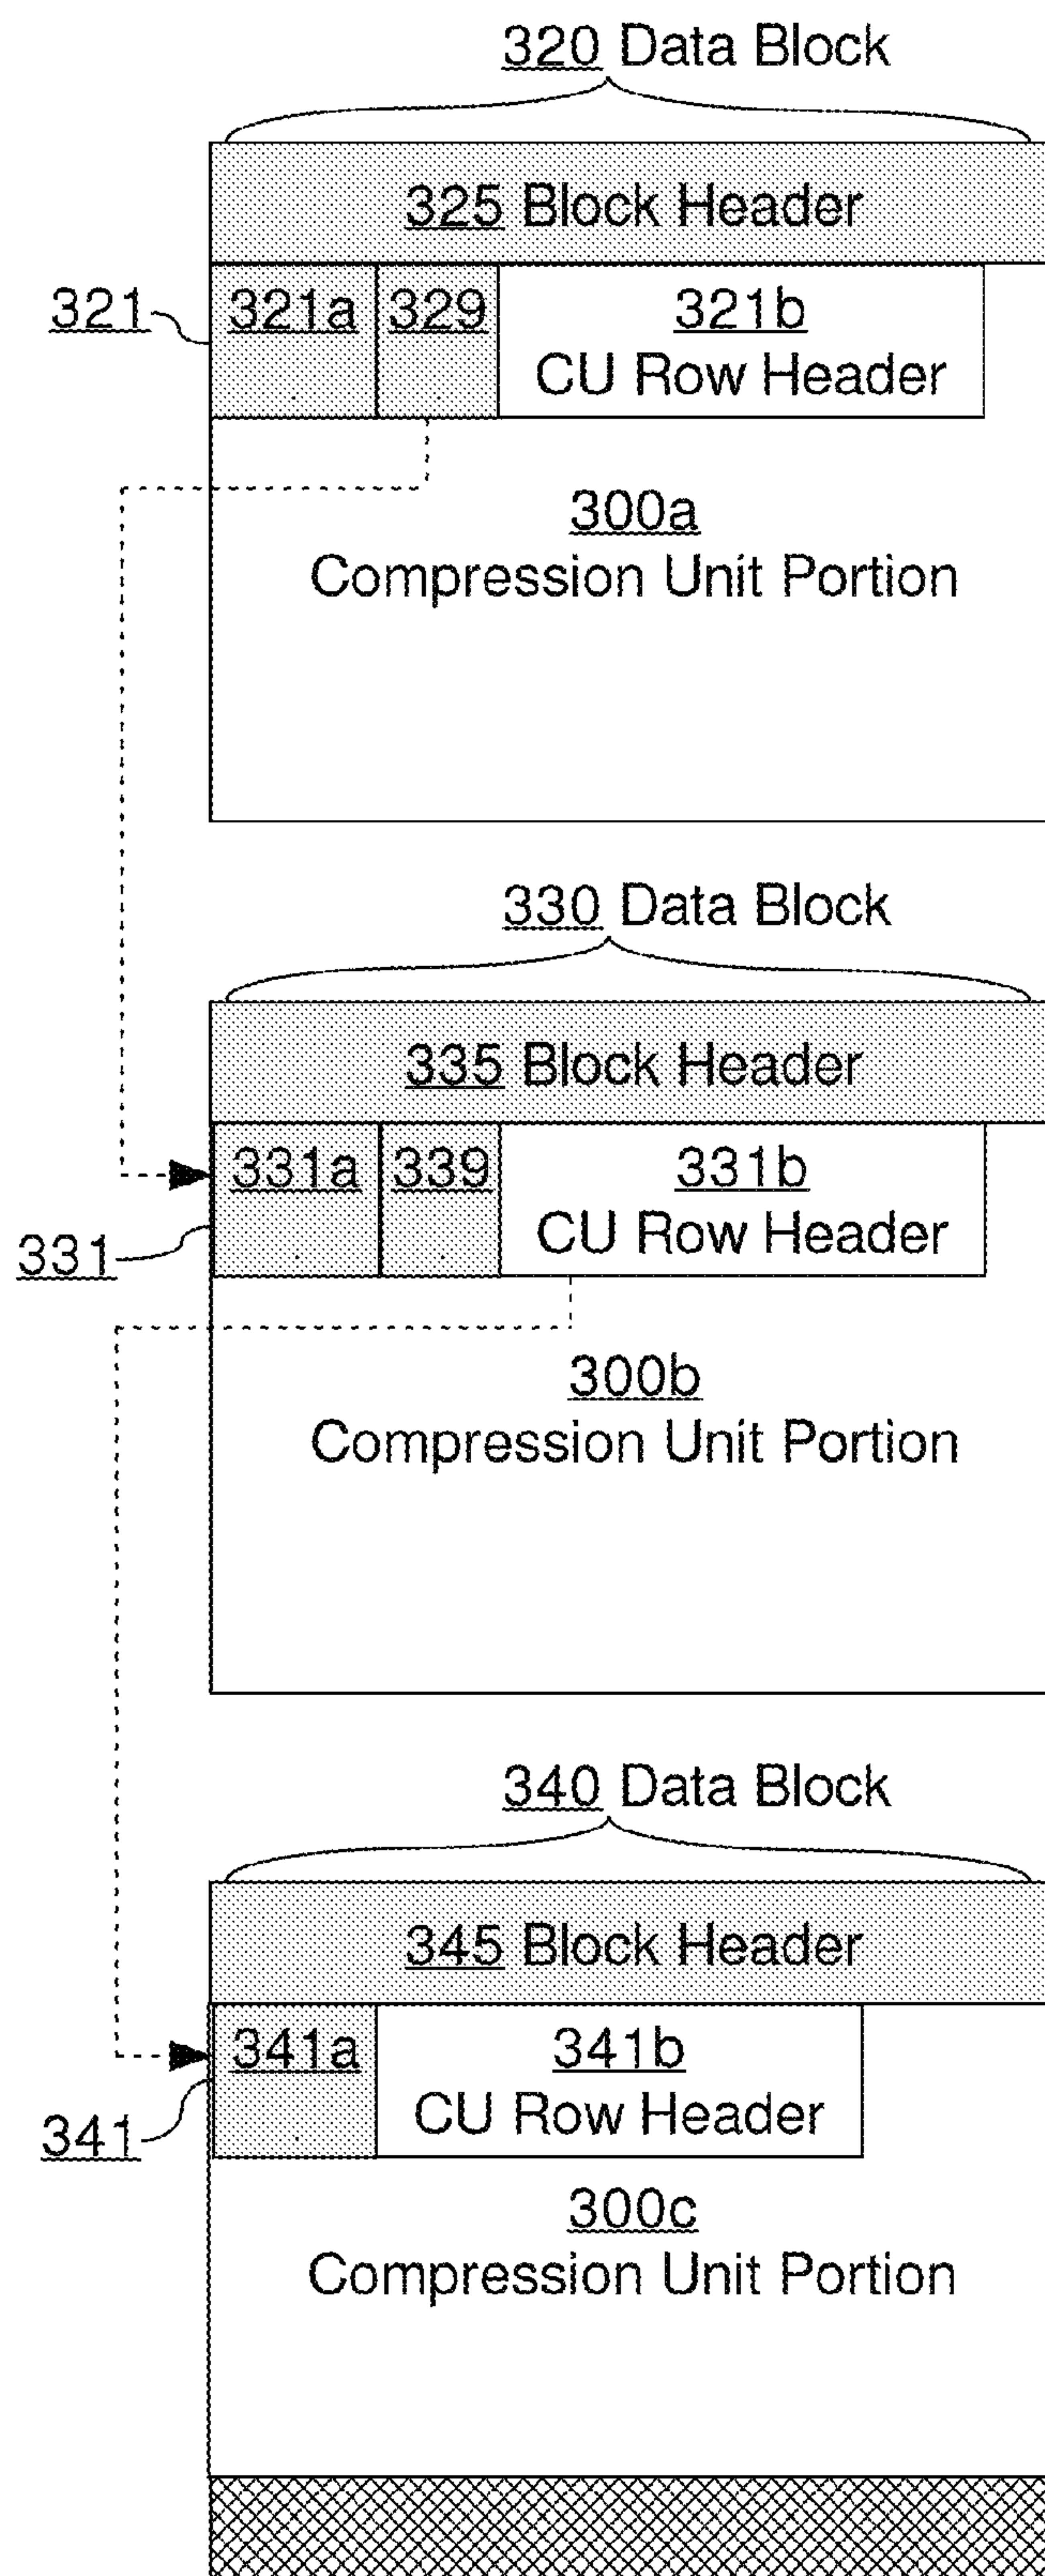 320 Data Block
325 Block Header
321
321a
329
321b
CU Row Header
300a
Compression Unit Portion
330 Data Block
335 Block Header
331a
339
331b
CU Row Header
331
300b
Compression Unit Portion
340 Data Block
345 Block Header
341a
341b
CU Row Header
341
300c
Compression Unit Portion